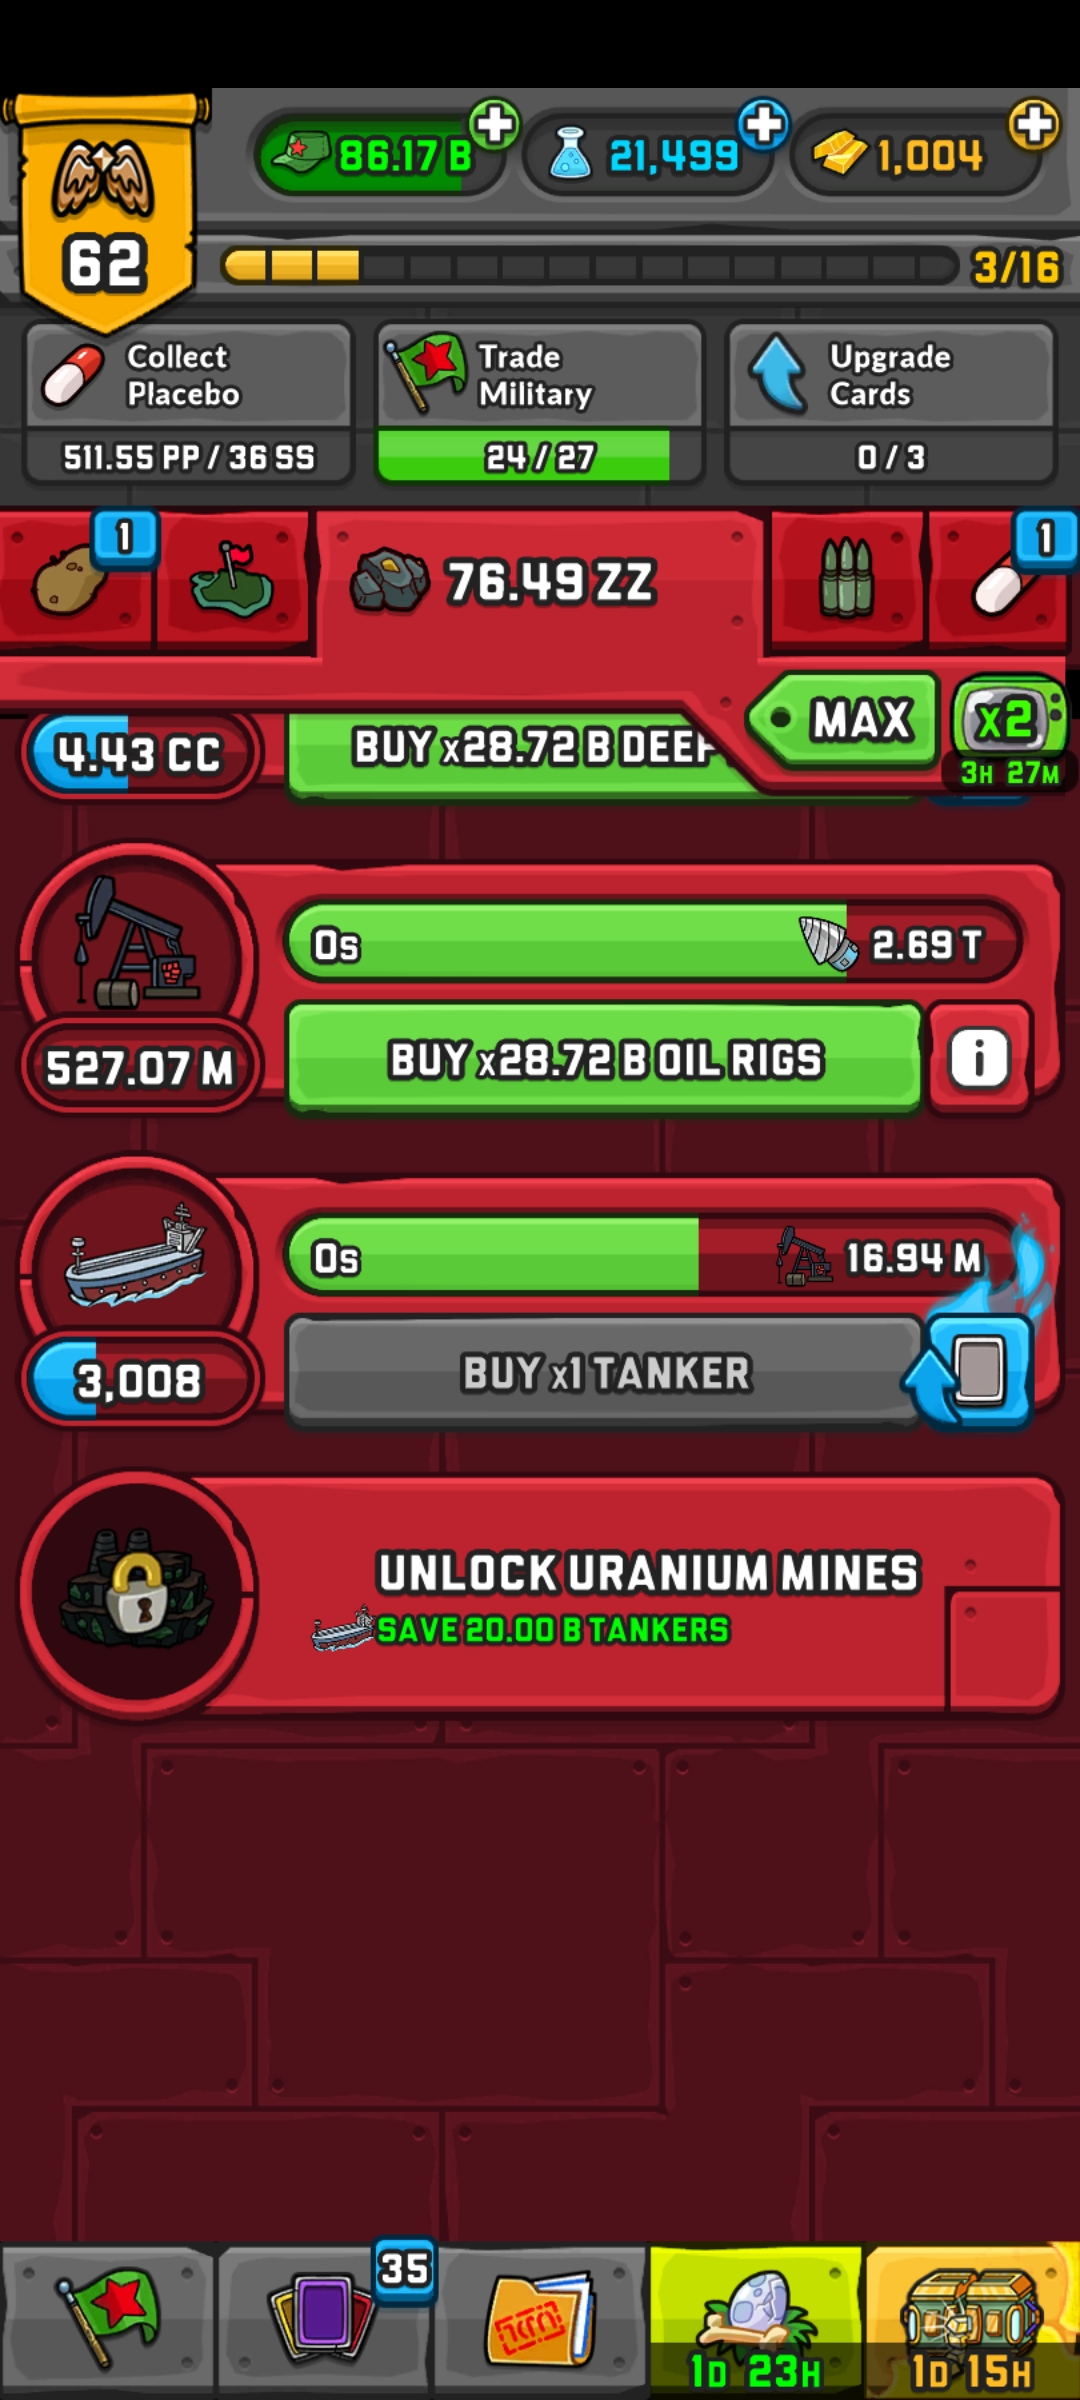 86.17 B
21,499
1,004
62
3/16
Collect
Placebo
511.55 PP / 36 SS
Trade
Military
24 / 27
Upgrade
Cards
0 / 3
1
76.49 ZZ
1
MAX
x2
3H 27M
4.43 CC
BUY x28.72 B DEEP
0s
2.69 T
527.07 M
BUY x28.72 B OIL RIGS
i
0s
16.94 M
3,008
BUY x1 TANKER
UNLOCK URANIUM MINES
SAVE 20.00 B TANKERS
35
1D 23H
1D 15H